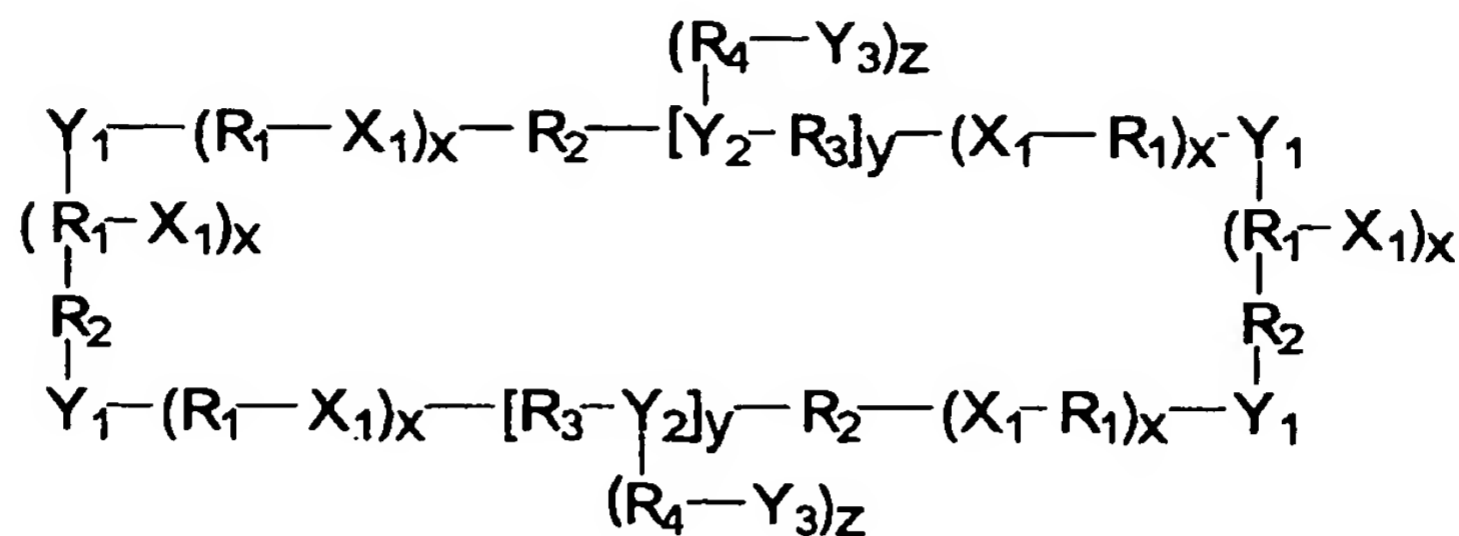 (R₄—Y₃)z
Y₁—(R₁—X₁)x—R₂—[Y₂—R₃]y—(X₁—R₁)x—Y₁
(R₁—X₁)x (R₁—X₁)x
R₂ R₂
Y₁—(R₁—X₁)x—[R₃—Y₂]y—R₂—(X₁—R₁)x—Y₁
(R₄—Y₃)z